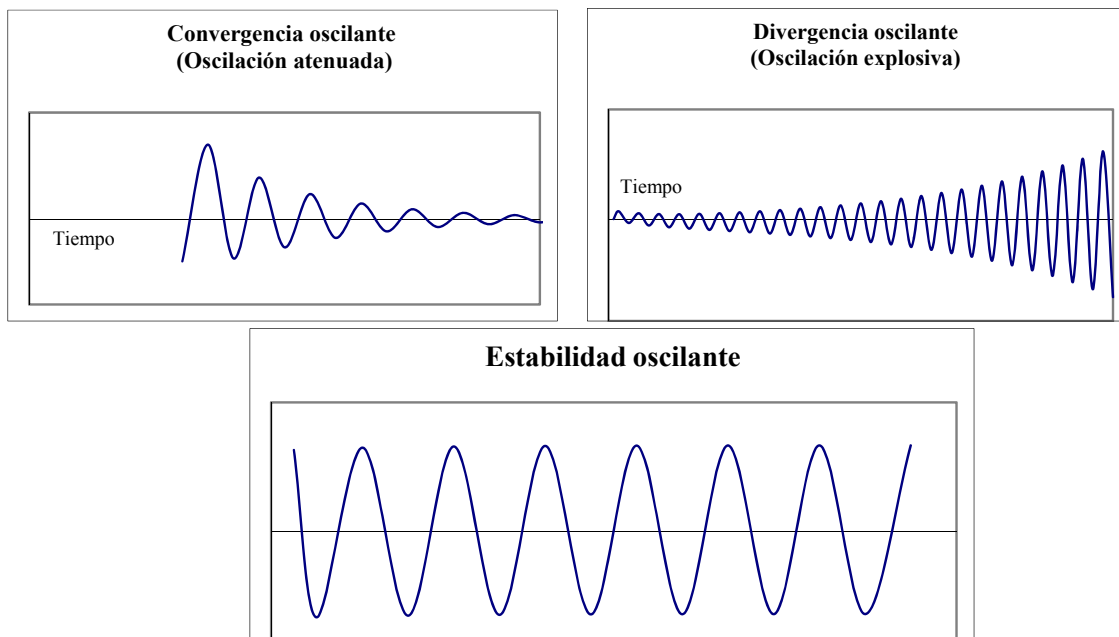 Convergencia oscilante
(Oscilación atenuada)
Tiempo
Divergencia oscilante
(Oscilación explosiva)
Tiempo
Estabilidad oscilante